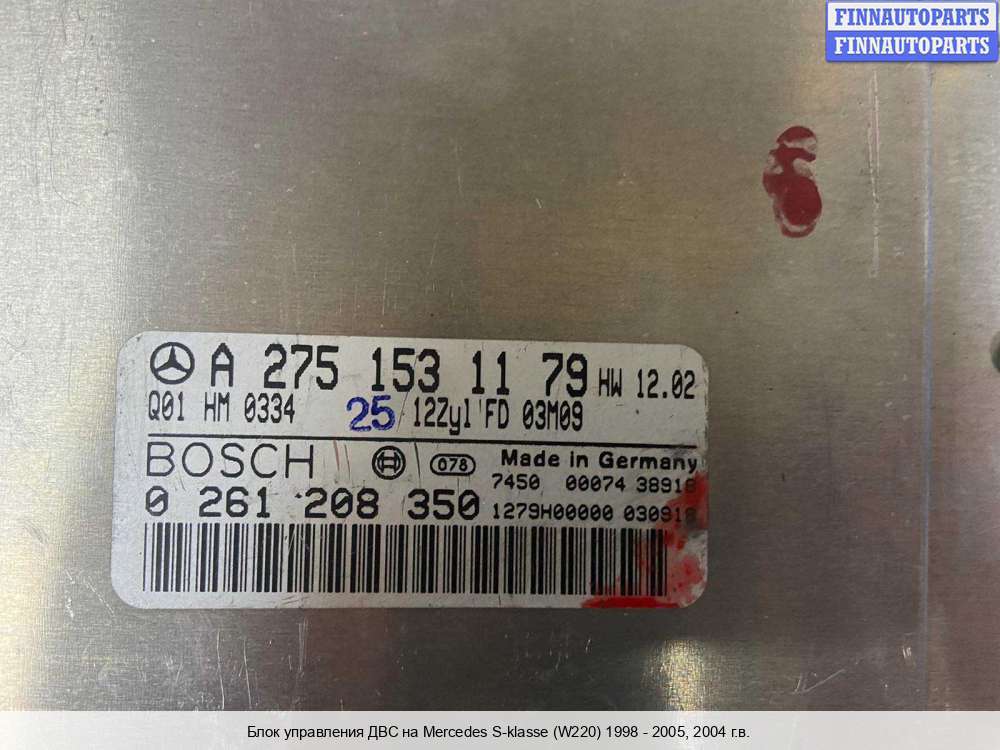 FINNAUTOPARTS
FINNAUTOPARTS
A 275 153 11 79 HW 12.02
Q01 HM 0334 25 12Zyl FD 03M09
BOSCH 078 Made in Germany
7450 00074 38918
0 261 208 350 1279H00000 030918
Блок управления ДВС на Mercedes S-klasse (W220) 1998 - 2005, 2004 г.в.